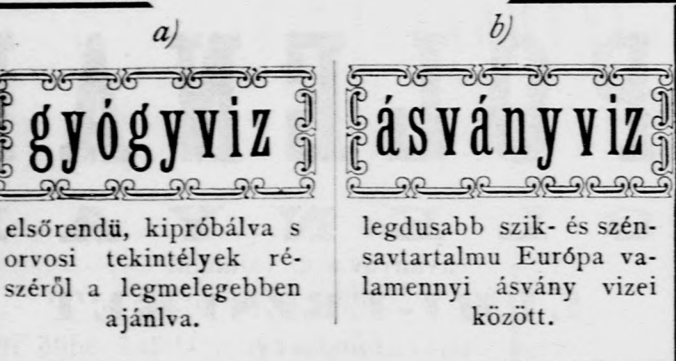 a)
gyógyviz
elsőrendü, kipróbálva s
orvosi tekintélyek ré-
széről a legmelegebben
ajánlva.
b)
ásványviz
legdusabb szik- és szén-
savtartalmu Európa va-
lamennyi ásvány vizei
között.